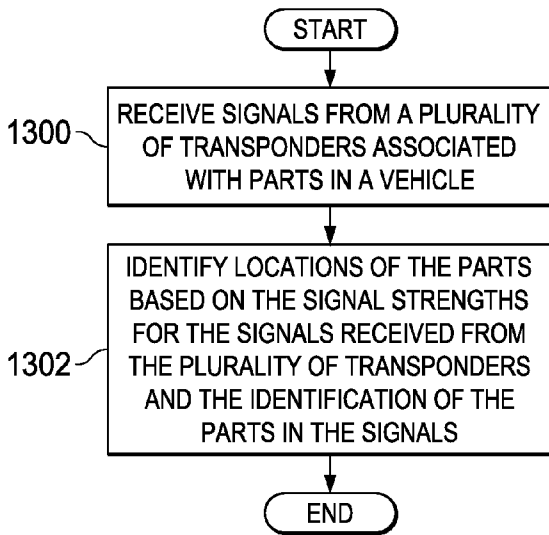 START
1300
RECEIVE SIGNALS FROM A PLURALITY
OF TRANSPONDERS ASSOCIATED
WITH PARTS IN A VEHICLE
IDENTIFY LOCATIONS OF THE PARTS
BASED ON THE SIGNAL STRENGTHS
FOR THE SIGNALS RECEIVED FROM
1302
THE PLURALITY OF TRANSPONDERS
AND THE IDENTIFICATION OF THE
PARTS IN THE SIGNALS
END